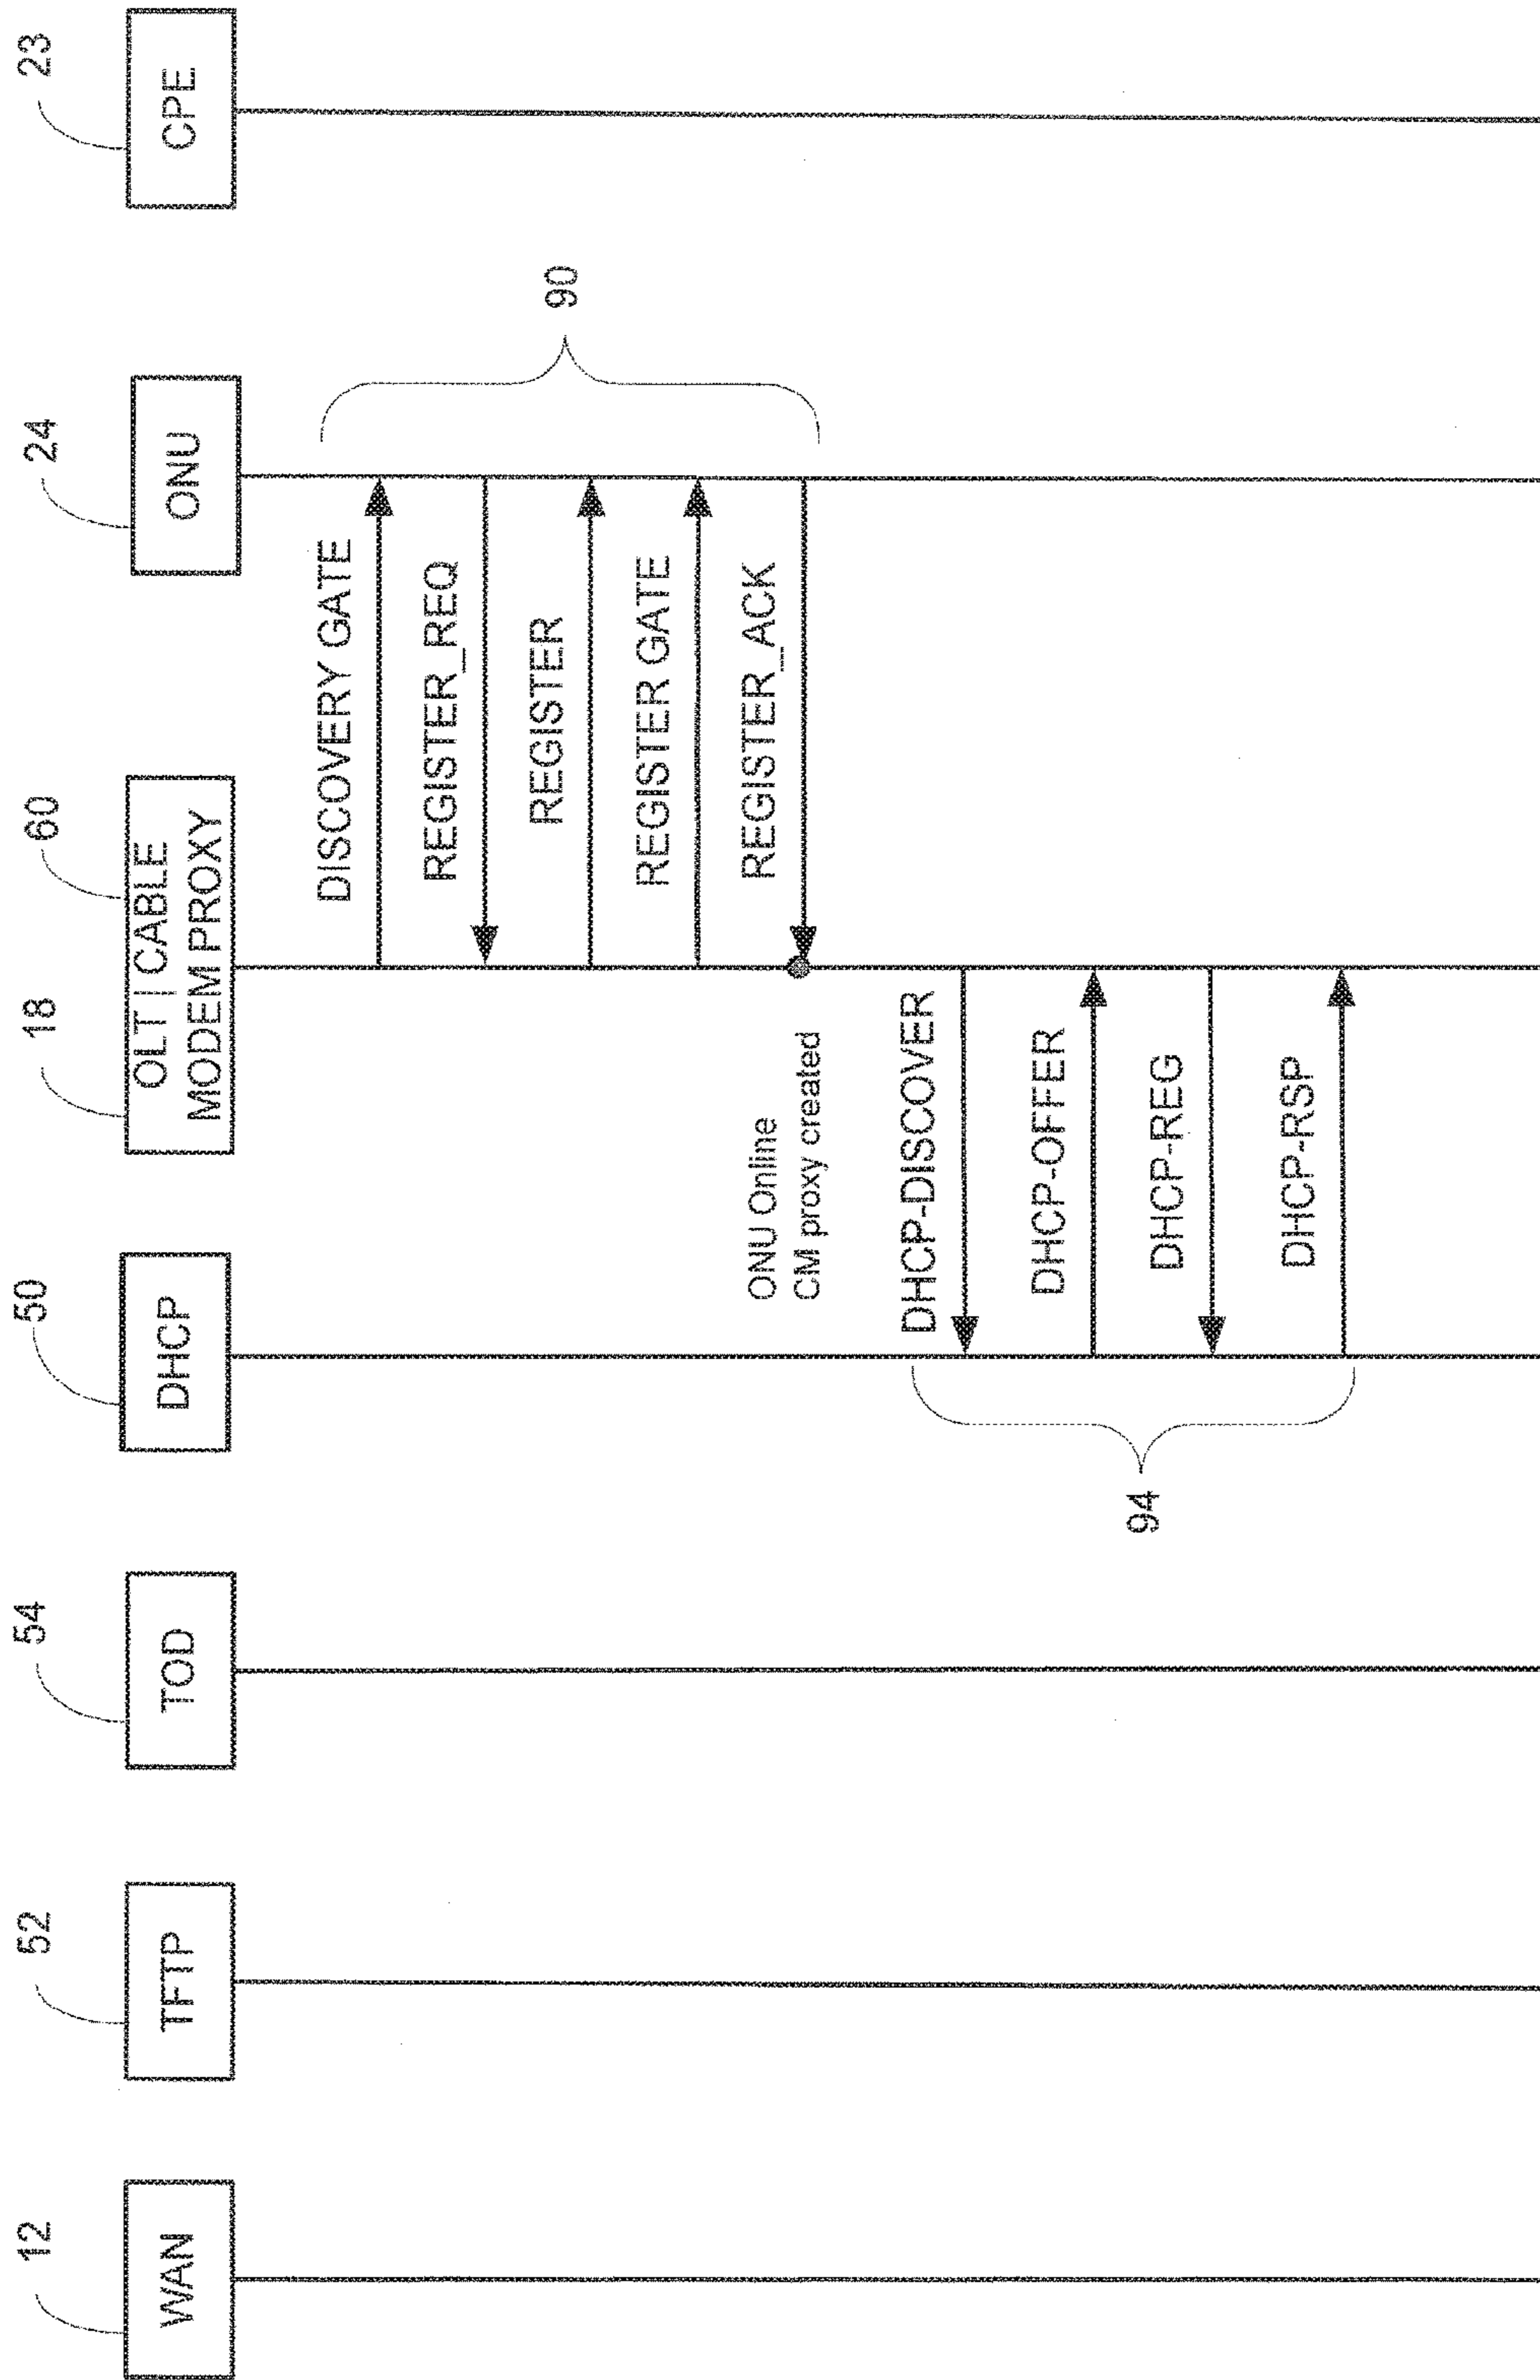 12
52
54
50
18
60
24
23
WAN
TFTP
TOD
DHCP
OLT | CABLE
MODEM PROXY
ONU
CPE
DISCOVERY GATE
90
REGISTER_REQ
REGISTER
REGISTER GATE
REGISTER_ACK
ONU Online
CM proxy created
DHCP-DISCOVER
DHCP-OFFER
94
DHCP-REG
DHCP-RSP